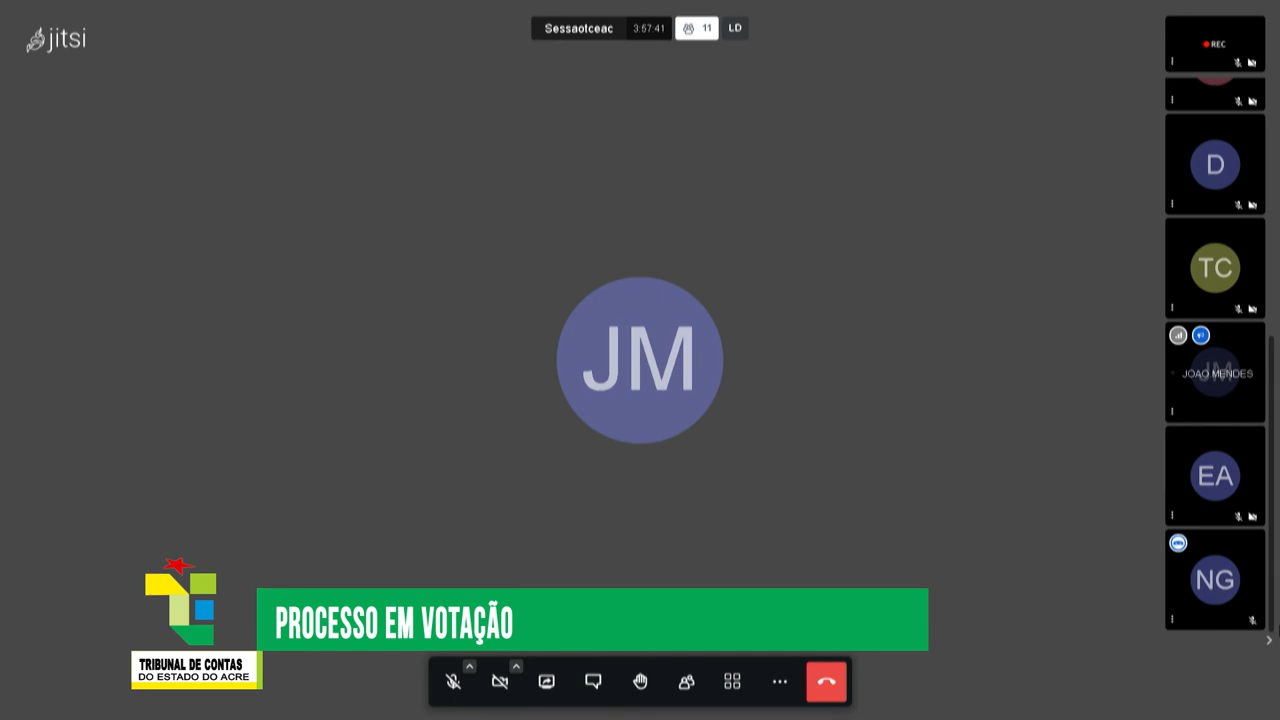 jitsi
Sessaotceac
3:57:41
11
LD
REC
D
TC
JM
JOAO MENDES
EA
NG
JM
PROCESSO EM VOTAÇÃO
TRIBUNAL DE CONTAS
DO ESTADO DO ACRE